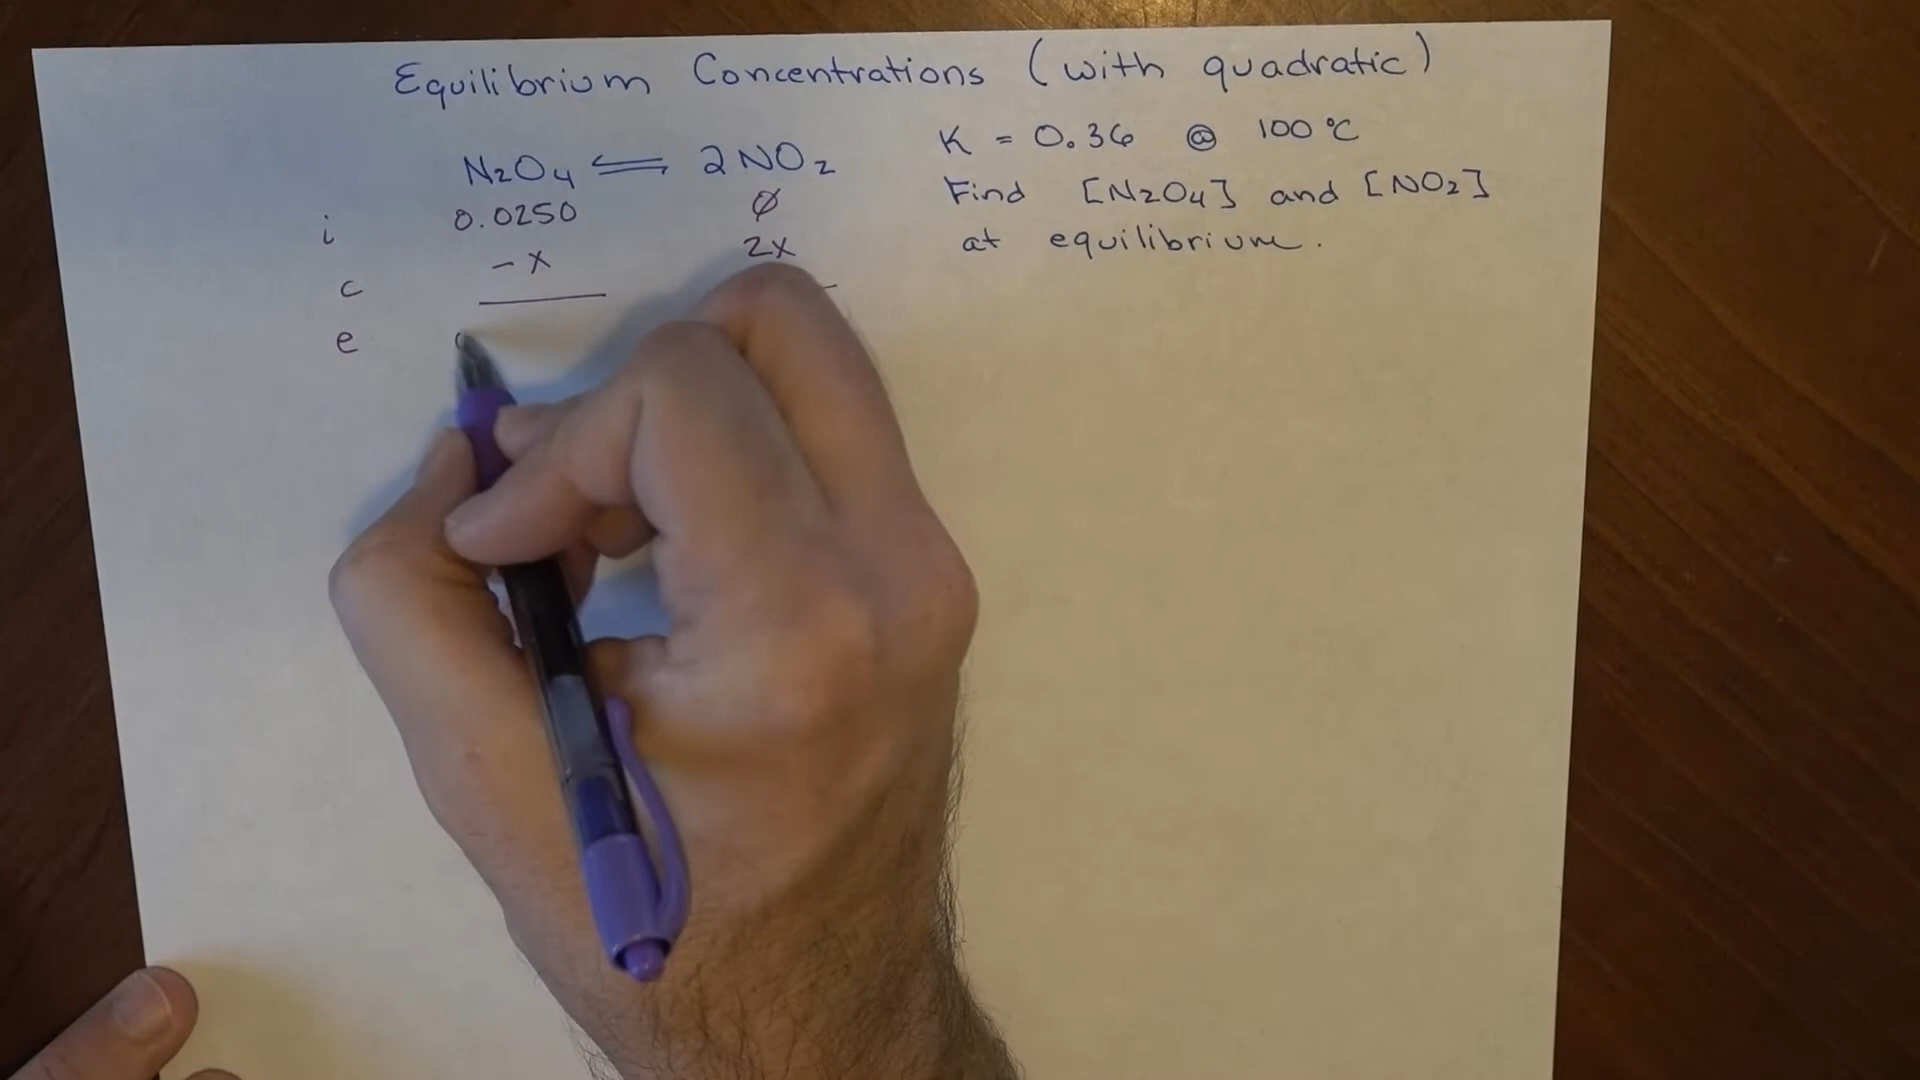 Equilibrium Concentrations (with quadratic)
N₂O₄ ⇌ 2NO₂
K = 0.36 @ 100 °C
i 0.0250 ∅
Find [N₂O₄] and [NO₂]
c -x 2x
at equilibrium.
e